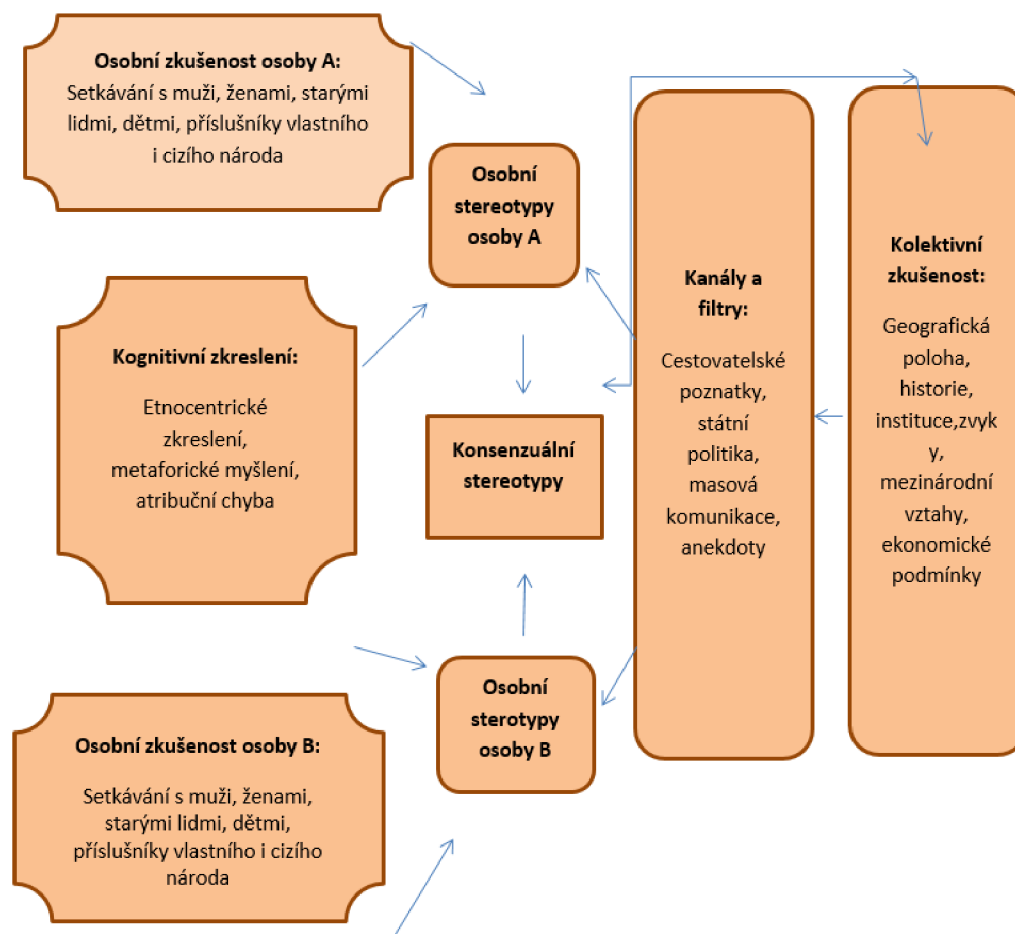 Osobní zkušenost osoby A:
Setkávání s muži, ženami, starými
lidmi, dětmi, příslušníky vlastního
i cizího národa
Osobní
stereotypy
osoby A
Kognitivní zkreslení:
Etnocentrické
zkreslení,
metaforické myšlení,
atribuční chyba
Konsenzuální
stereotypy
Kanály a
filtry:
Cestovatelské
poznatky,
státní
politika,
masová
komunikace,
anekdoty
Kolektivní
zkušenost:
Geografická
poloha,
historie,
instituce,zvyk
y,
mezinárodní
vztahy,
ekonomické
podmínky
Osobní
sterotypy
osoby B
Osobní zkušenost osoby B:
Setkávání s muži, ženami,
starými lidmi, dětmi,
příslušníky vlastního i cizího
národa